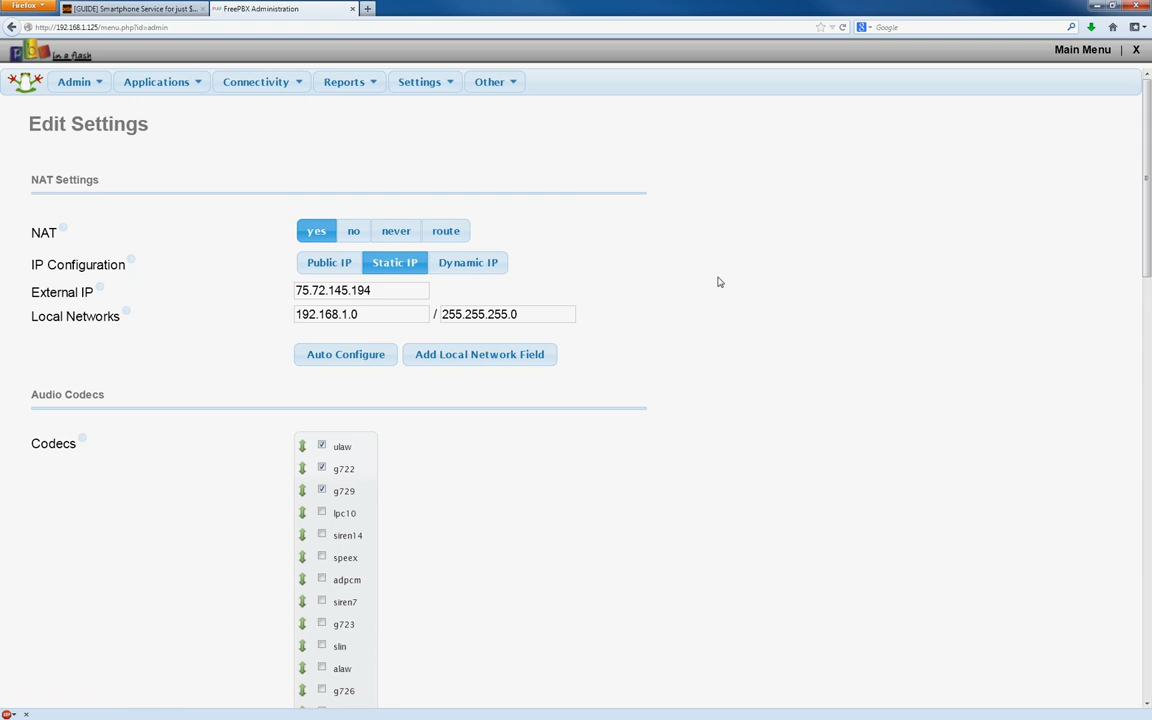 Firefox
[GUIDE] Smartphone Service for just $...
FreePBX Administration
http://192.168.1.125/menu.php?id=admin
Google
pbx in a flash
Main Menu | X
Admin
Applications
Connectivity
Reports
Settings
Other
Edit Settings
NAT Settings
NAT
yes
no
never
route
IP Configuration
Public IP
Static IP
Dynamic IP
External IP
75.72.145.194
Local Networks
192.168.1.0 / 255.255.255.0
Auto Configure
Add Local Network Field
Audio Codecs
Codecs
ulaw
g722
g729
lpc10
siren14
speex
adpcm
siren7
g723
slin
alaw
g726